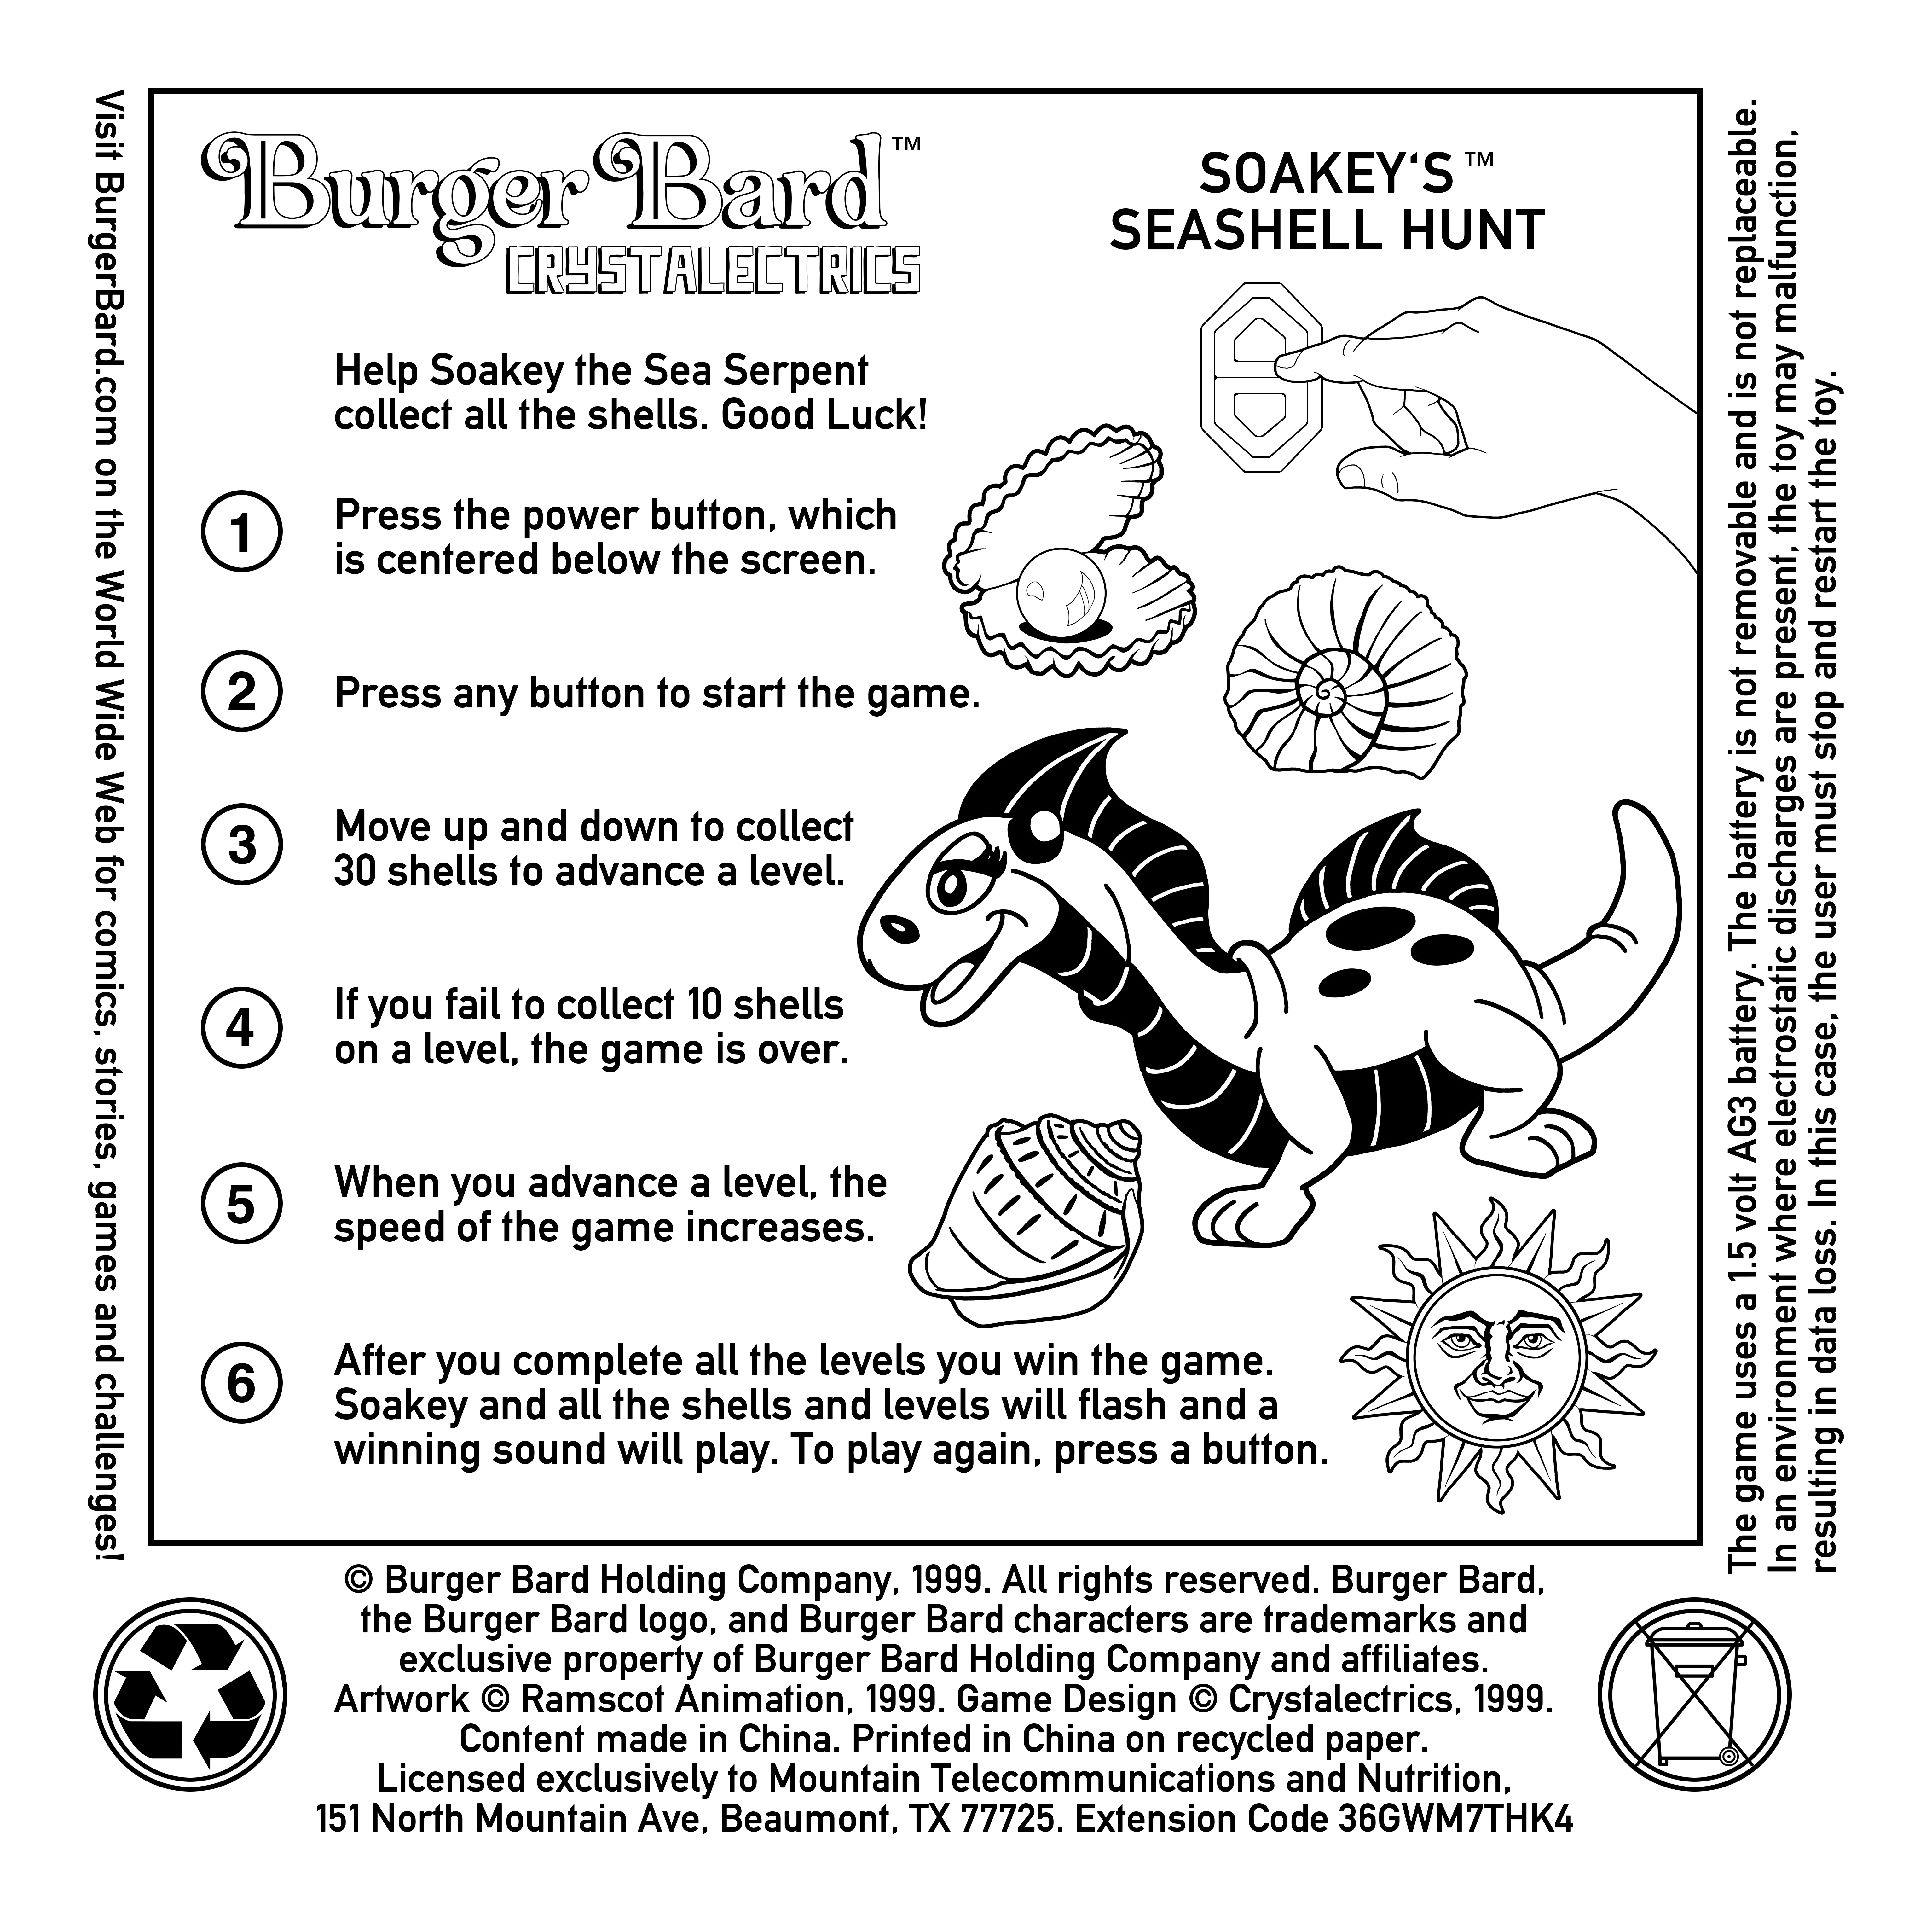 Burger Bard™
CRYSTALECTRICS
SOAKEY‘S™
SEASHELL HUNT
Help Soakey the Sea Serpent
collect all the shells. Good Luck!
1
Press the power button, which
is centered below the screen.
2
Press any button to start the game.
3
Move up and down to collect
30 shells to advance a level.
4
If you fail to collect 10 shells
on a level, the game is over.
5
When you advance a level, the
speed of the game increases.
6
After you complete all the levels you win the game.
Soakey and all the shells and levels will flash and a
winning sound will play. To play again, press a button.
Visit BurgerBard.com on the World Wide Web for comics, stories, games and challenges!
The game uses a 1.5 volt AG3 battery. The battery is not removable and is not replaceable.
In an environment where electrostatic discharges are present, the toy may malfunction,
resulting in data loss. In this case, the user must stop and restart the toy.
© Burger Bard Holding Company, 1999. All rights reserved. Burger Bard,
the Burger Bard logo, and Burger Bard characters are trademarks and
exclusive property of Burger Bard Holding Company and affiliates.
Artwork © Ramscot Animation, 1999. Game Design © Crystalectrics, 1999.
Content made in China. Printed in China on recycled paper.
Licensed exclusively to Mountain Telecommunications and Nutrition,
151 North Mountain Ave, Beaumont, TX 77725. Extension Code 36GWM7THK4